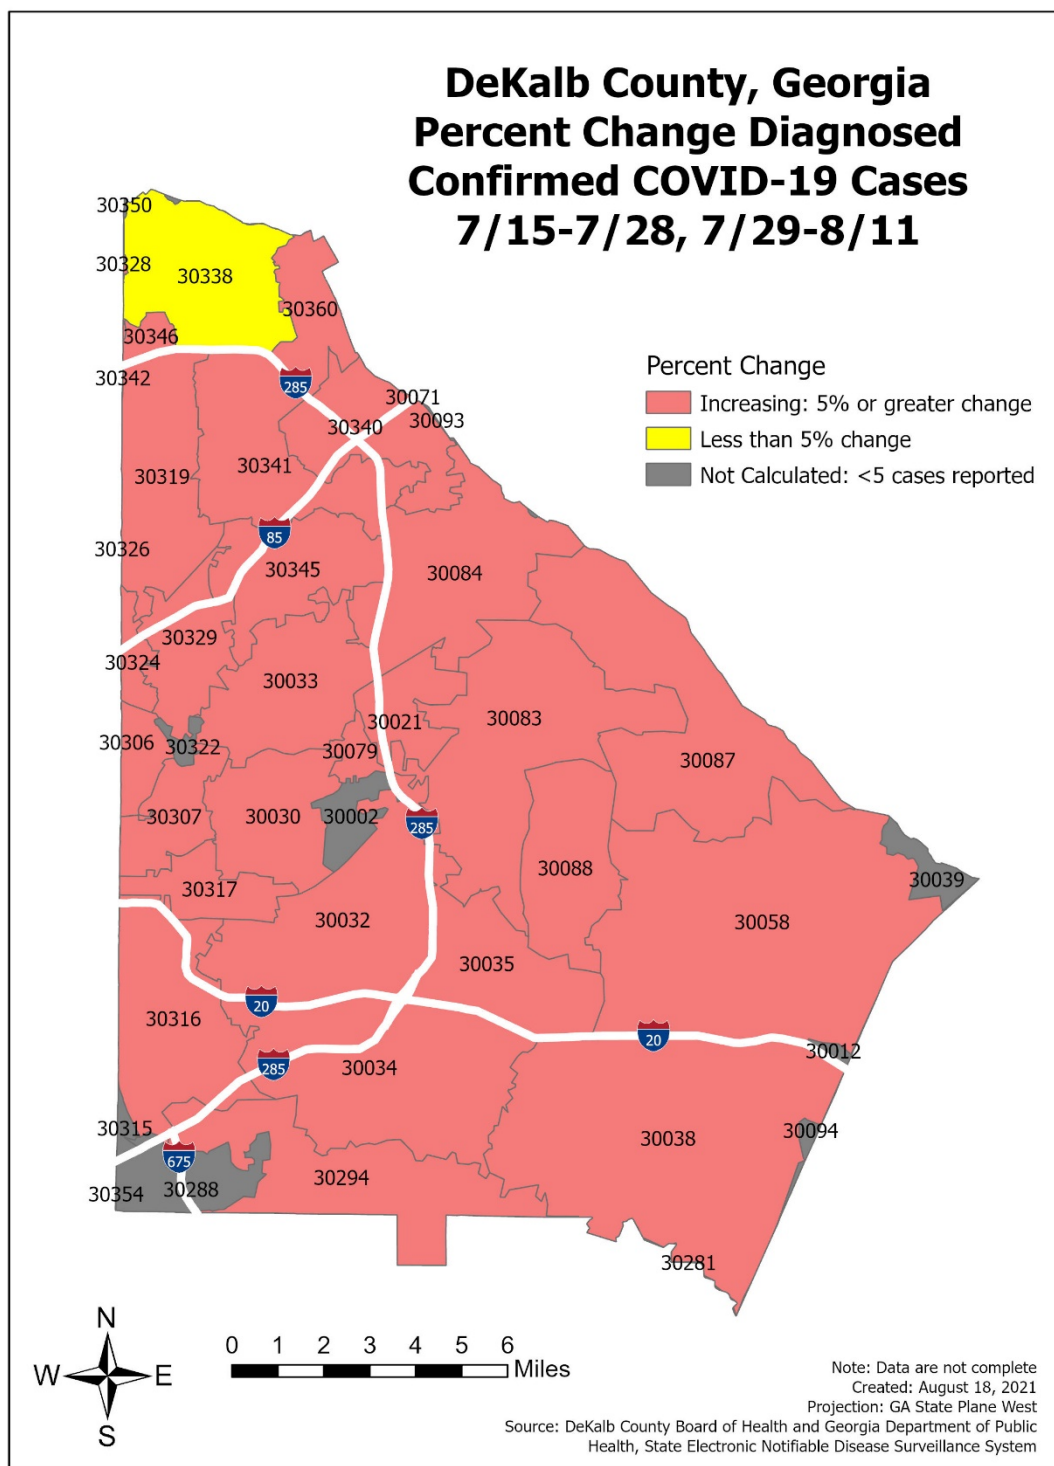 DeKalb County, Georgia
Percent Change Diagnosed
Confirmed COVID-19 Cases
7/15-7/28, 7/29-8/11
30350
30328
30338
30360
30346
30342
285
30071
30093
30340
30341
30319
85
30326
30345
30084
30329
30324
30033
30021
30083
30306
30322
30079
30087
30307
30030
30002
285
30088
30039
30317
30032
30058
30035
20
30316
20
30012
285
30034
30315
30038
30094
675
30354
30288
30294
30281
Percent Change
Increasing: 5% or greater change
Less than 5% change
Not Calculated: <5 cases reported
N
W E
S
0 1 2 3 4 5 6
Miles
Note: Data are not complete
Created: August 18, 2021
Projection: GA State Plane West
Source: DeKalb County Board of Health and Georgia Department of Public
Health, State Electronic Notifiable Disease Surveillance System